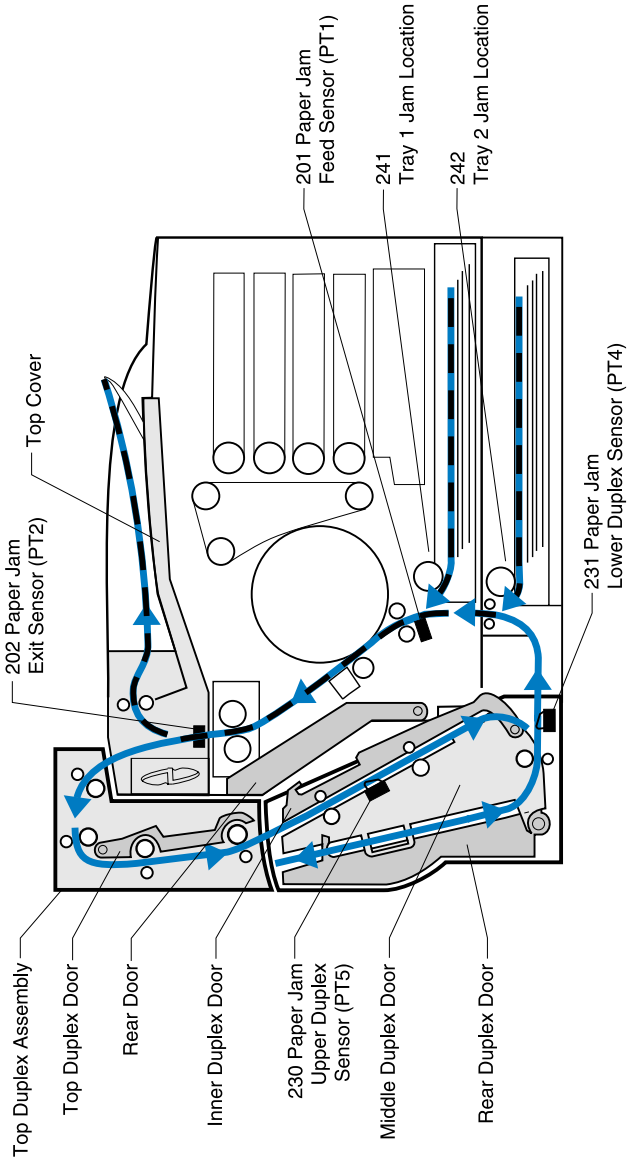 Top Duplex Assembly
Top Duplex Door
Rear Door
Inner Duplex Door
230 Paper Jam
Upper Duplex
Sensor (PT5)
Middle Duplex Door
Rear Duplex Door
202 Paper Jam
Exit Sensor (PT2)
Top Cover
231 Paper Jam
Lower Duplex Sensor (PT4)
201 Paper Jam
Feed Sensor (PT1)
241
Tray 1 Jam Location
242
Tray 2 Jam Location